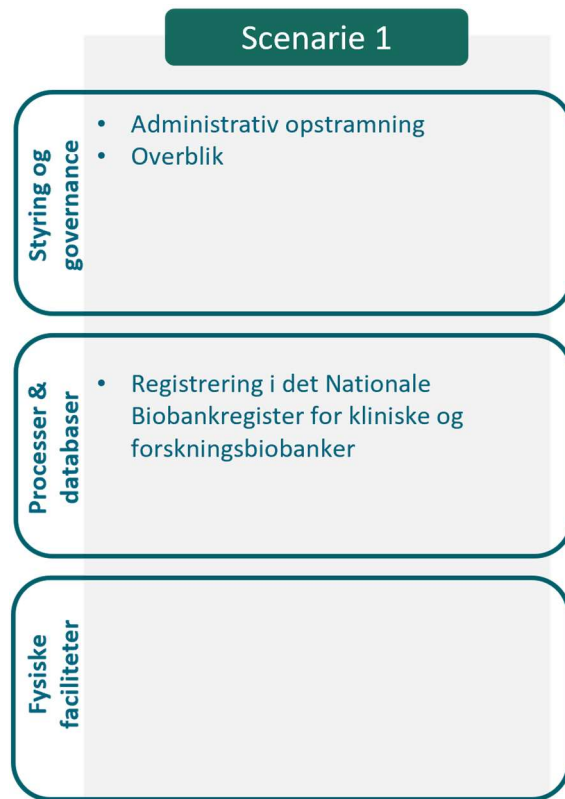 Scenarie 1
Styring og
governance
• Administrativ opstramning
• Overblik
Processer &
databaser
• Registrering i det Nationale
Biobankregister for kliniske og
forskningsbiobanker
Fysiske
faciliteter